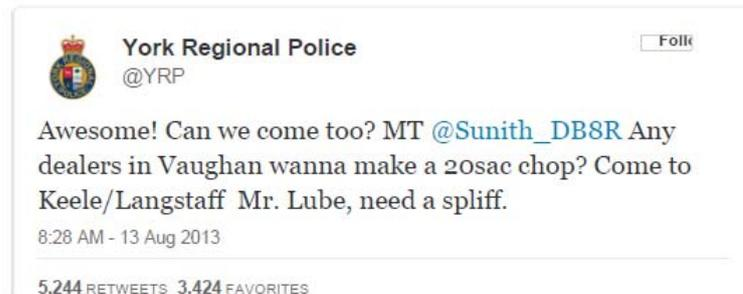 York Regional Police
Foll
@YRP
Awesome! Can we come too? MT @Sunith_DB8R Any
dealers in Vaughan wanna make a 20sac chop? Come to
Keele/Langstaff Mr. Lube, need a spliff.
8:28 AM - 13 Aug 2013
5,244 RETWEETS 3,424 FAVORITES